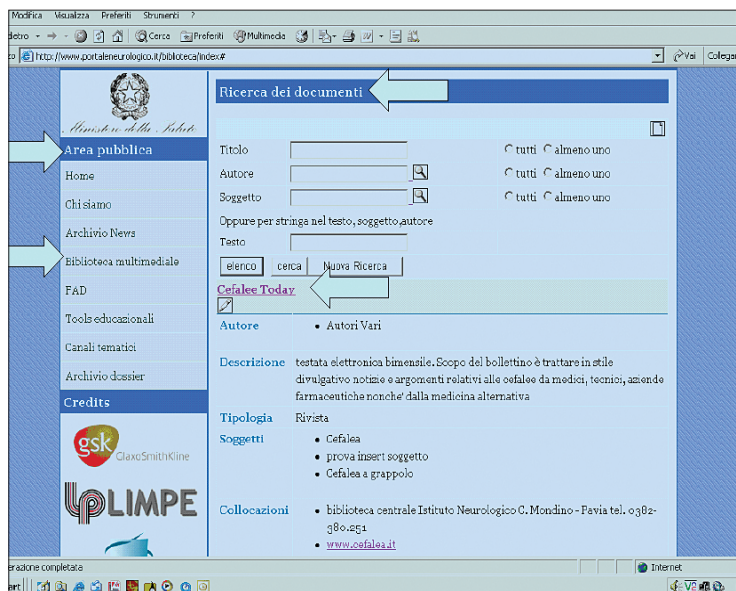 Modifica Visualizza Preferiti Strumenti ?
Cerca Preferiti Multimedia
http://www.portaleneurologico.it/biblioteca/index# Vai Collegar
Ministero della Salute
Area pubblica
Home
Chi siamo
Archivio News
Biblioteca multimediale
FAD
Tools educazionali
Canali tematici
Archivio dossier
Credits
gsk
GlaxoSmithKline
LIMPE
Ricerca dei documenti
Titolo tutti almeno uno
Autore tutti almeno uno
Soggetto tutti almeno uno
Oppure per stringa nel testo, soggetto,autore
Testo
elenco cerca Nuova Ricerca
Cefalee Today
Autore • Autori Vari
Descrizione testata elettronica bimensile. Scopo del bollettino è trattare in stile
divulgativo notizie e argomenti relativi alle cefalee da medici, tecnici, aziende
farmaceutiche nonche' dalla medicina alternativa
Tipologia Rivista
Soggetti • Cefalea
• prova insert soggetto
• Cefalea a grappolo
Collocazioni • biblioteca centrale Istituto Neurologico C. Mondino - Pavia tel. 0382-
380.251
• www.cefalea.it
erazione completata Internet